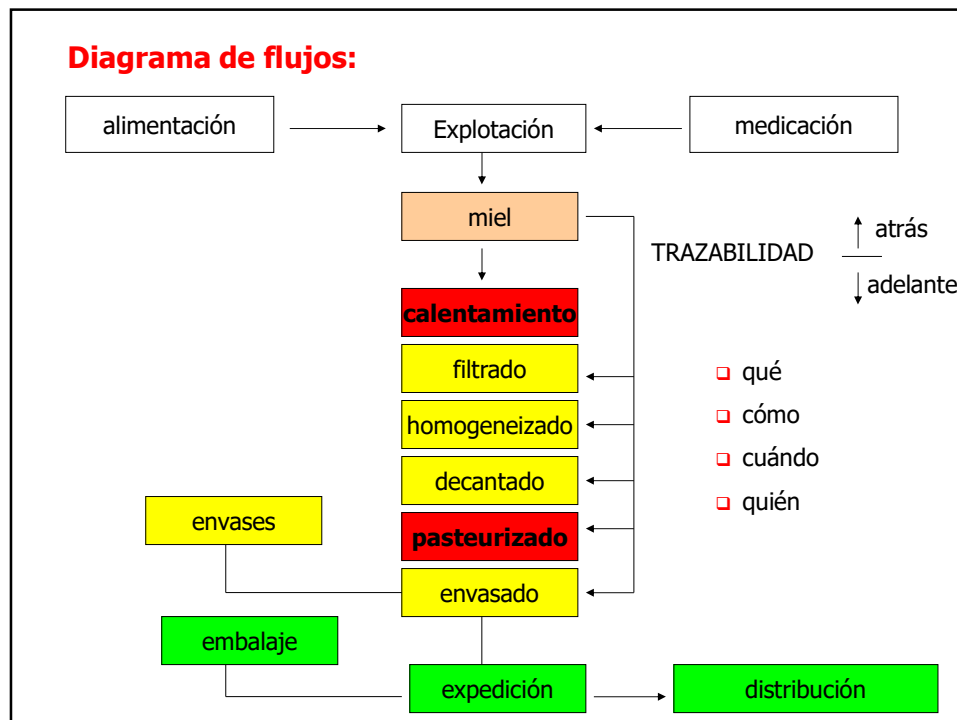 Diagrama de flujos:
alimentación
Explotación
medicación
miel
TRAZABILIDAD
atrás
adelante
calentamiento
filtrado
homogeneizado
decantado
pasteurizado
envasado
qué
cómo
cuándo
quién
envases
embalaje
expedición
distribución